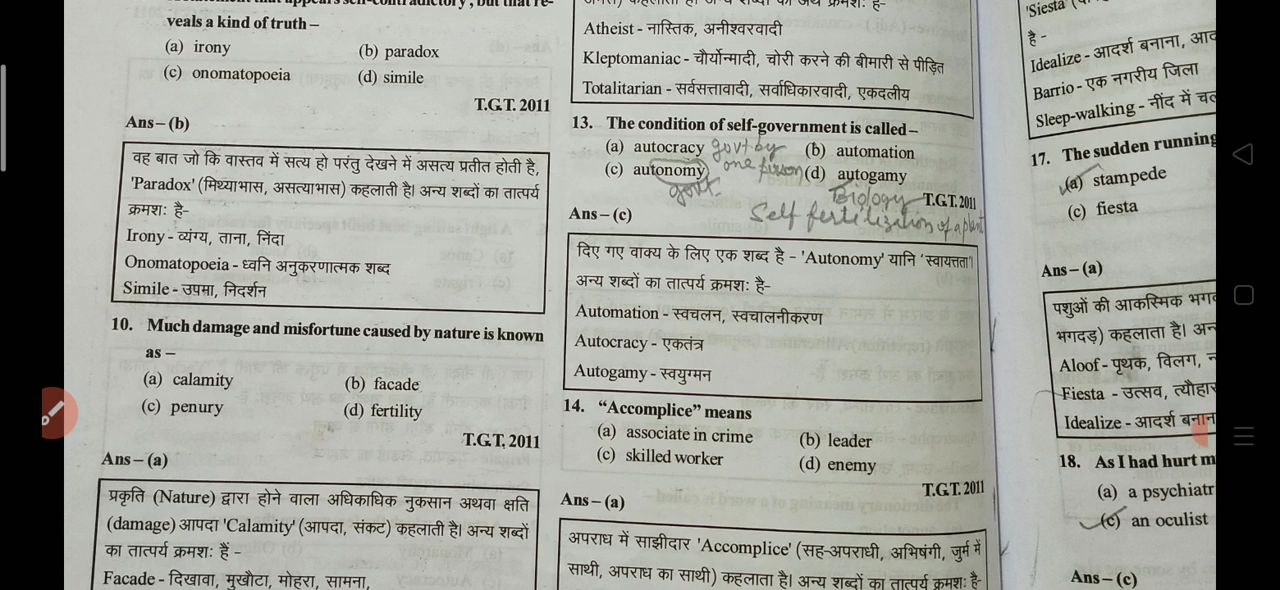 veals a kind of truth –
(a) irony (b) paradox
(c) onomatopoeia (d) simile
T.G.T. 2011
Ans – (b)
वह बात जो कि वास्तव में सत्य हो परंतु देखने में असत्य प्रतीत होती है,
'Paradox' (मिथ्याभास, असत्याभास) कहलाती है। अन्य शब्दों का तात्पर्य
क्रमशः है-
Irony - व्यंग्य, ताना, निंदा
Onomatopoeia - ध्वनि अनुकरणात्मक शब्द
Simile - उपमा, निदर्शन
10. Much damage and misfortune caused by nature is known
as –
(a) calamity (b) facade
(c) penury (d) fertility
T.G.T. 2011
Ans – (a)
प्रकृति (Nature) द्वारा होने वाला अधिकाधिक नुकसान अथवा क्षति
(damage) आपदा 'Calamity' (आपदा, संकट) कहलाती है। अन्य शब्दों
का तात्पर्य क्रमशः हैं -
Facade - दिखावा, मुखौटा, मोहरा, सामना,
Atheist - नास्तिक, अनीश्वरवादी
Kleptomaniac - चौर्योन्मादी, चोरी करने की बीमारी से पीड़ित
Totalitarian - सर्वसत्तावादी, सर्वाधिकारवादी, एकदलीय
13. The condition of self-government is called –
(a) autocracy govt by one person (b) automation
(c) autonomy govt. (d) autogamy
Biology T.G.T. 2011
Self fertilization of a plant
Ans – (c)
दिए गए वाक्य के लिए एक शब्द है - 'Autonomy' यानि 'स्वायत्तता'।
अन्य शब्दों का तात्पर्य क्रमशः है-
Automation - स्वचलन, स्वचालनीकरण
Autocracy - एकतंत्र
Autogamy - स्वयुग्मन
14. “Accomplice” means
(a) associate in crime (b) leader
(c) skilled worker (d) enemy
T.G.T. 2011
Ans – (a)
अपराध में साझीदार 'Accomplice' (सह-अपराधी, अभिषंगी, जुर्म में
साथी, अपराध का साथी) कहलाता है। अन्य शब्दों का तात्पर्य क्रमशः है-
'Siesta'
है -
Idealize - आदर्श बनाना,
Barrio - एक नगरीय जिला
Sleep-walking - नींद में
17. The sudden running
(a) stampede
(c) fiesta
Ans – (a)
पशुओं की आकस्मिक
भगदड़) कहलाता है।
Aloof - पृथक, विलग,
Fiesta - उत्सव,
Idealize - आदर्श
18. As I had hurt
(a) a
(c) an oculist
Ans – (c)